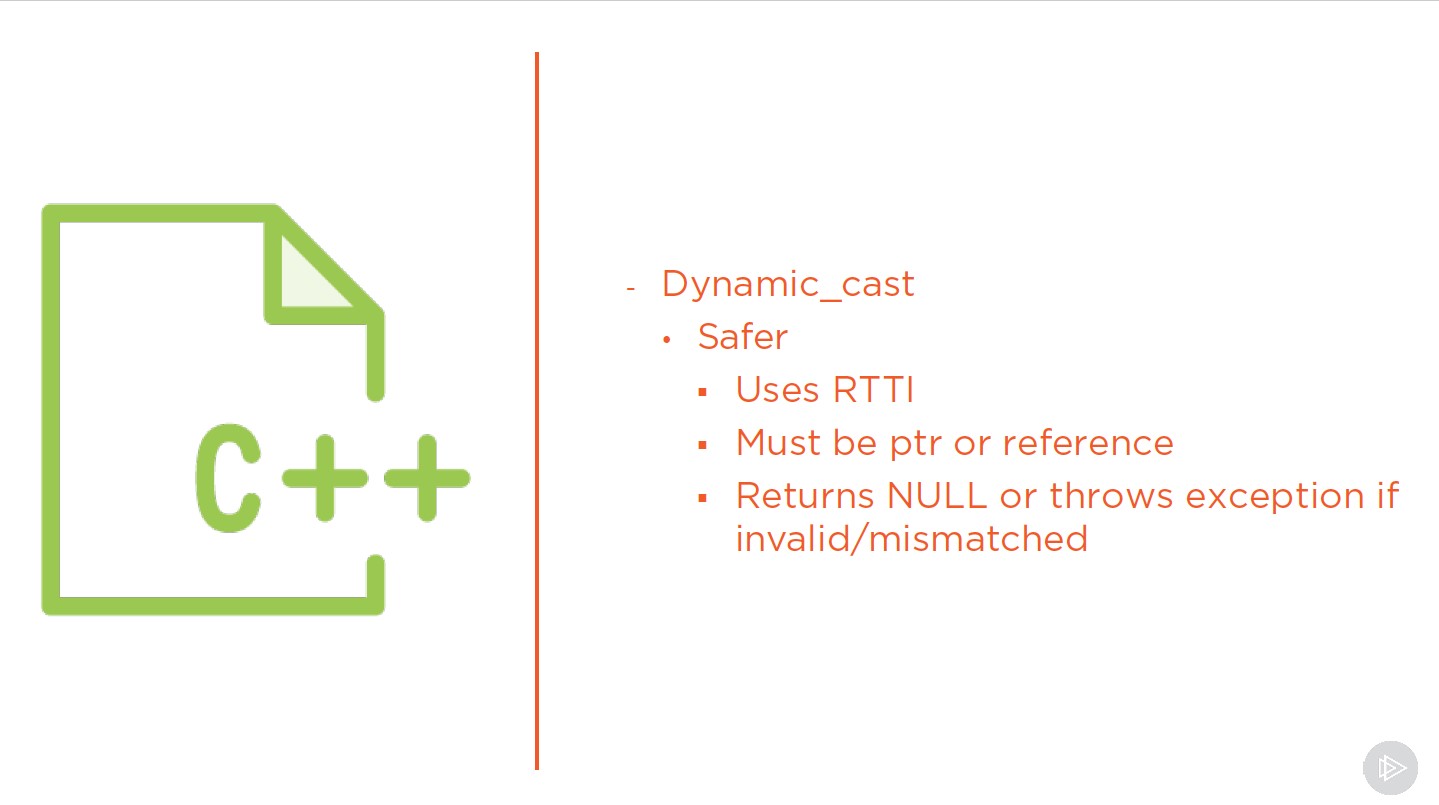 C++
- Dynamic_cast
• Safer
▪ Uses RTTI
▪ Must be ptr or reference
▪ Returns NULL or throws exception if
invalid/mismatched